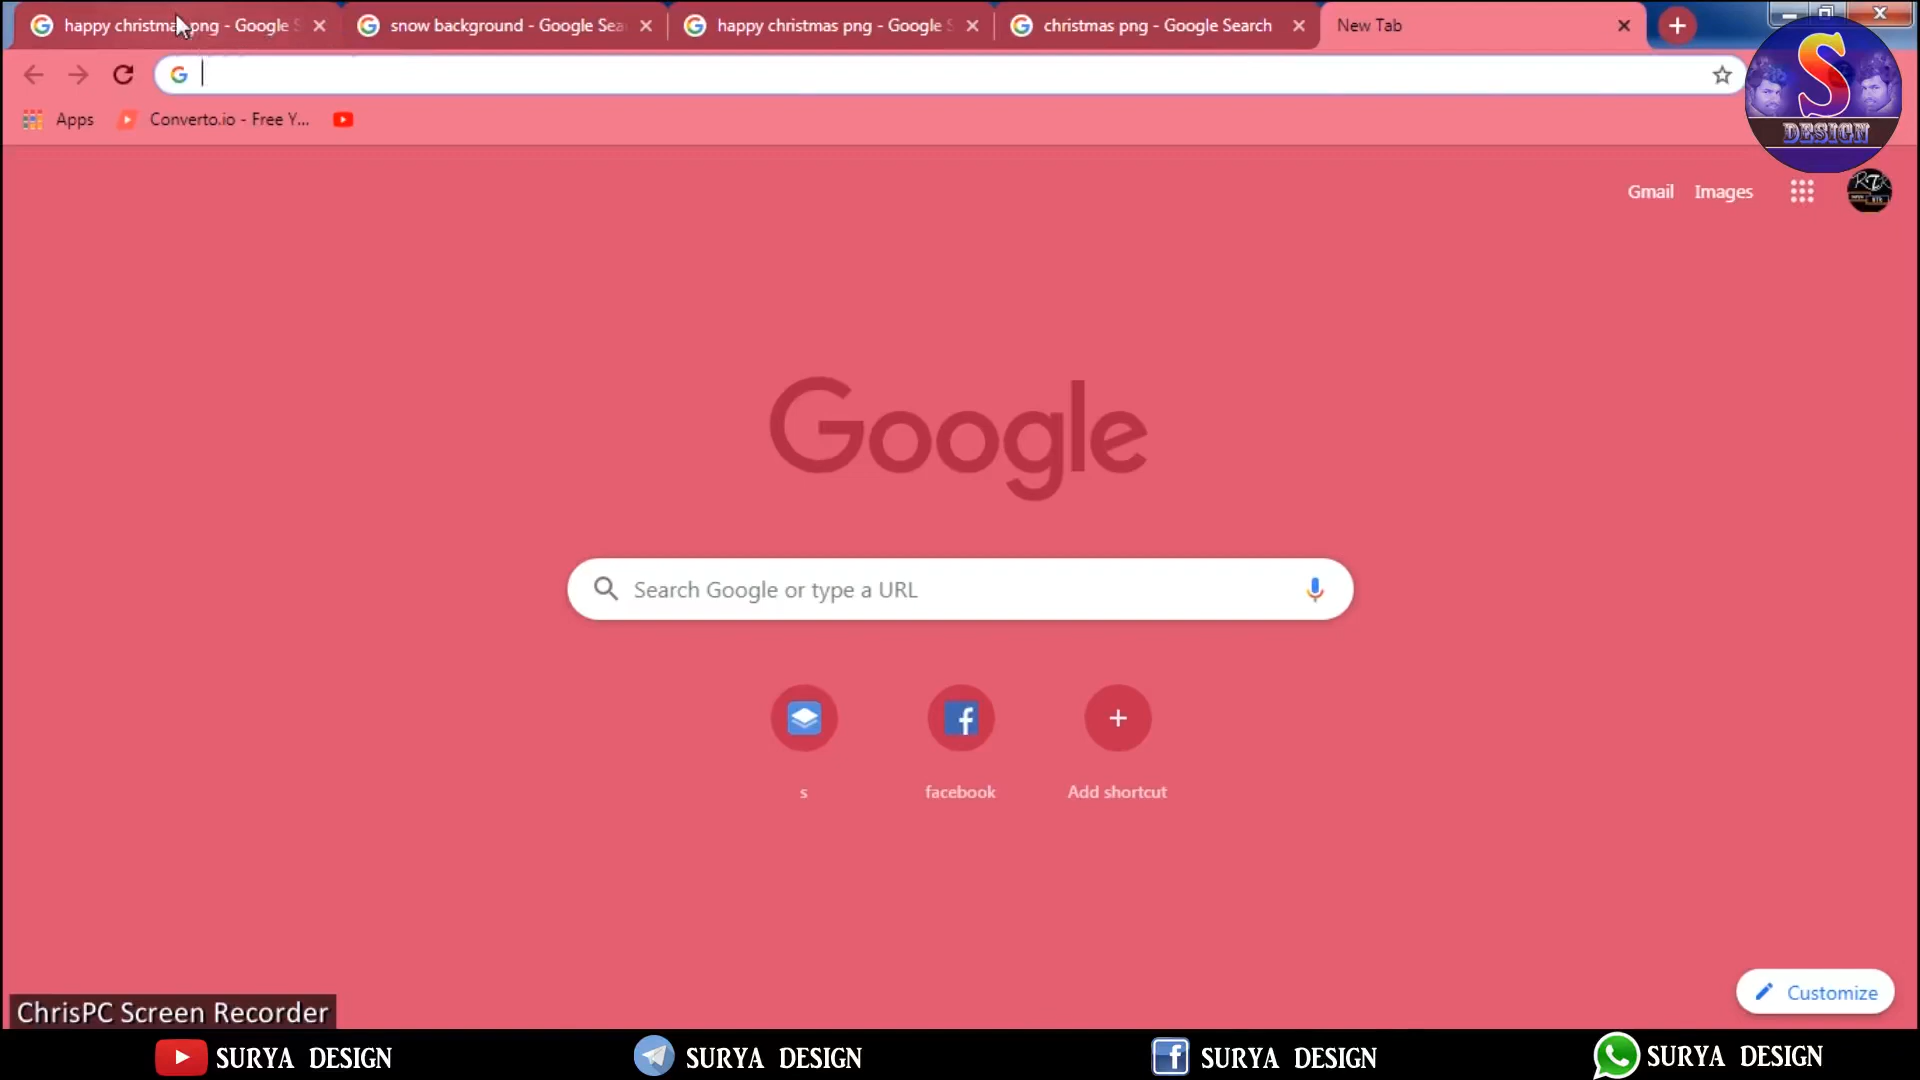 happy christmas png - Google S
snow background - Google Sea
happy christmas png - Google S
christmas png - Google Search
New Tab
Apps
Converto.io - Free Y...
S
DESIGN
Gmail
Images
Google
Search Google or type a URL
s
facebook
Add shortcut
Customize
ChrisPC Screen Recorder
SURYA DESIGN
SURYA DESIGN
SURYA DESIGN
SURYA DESIGN